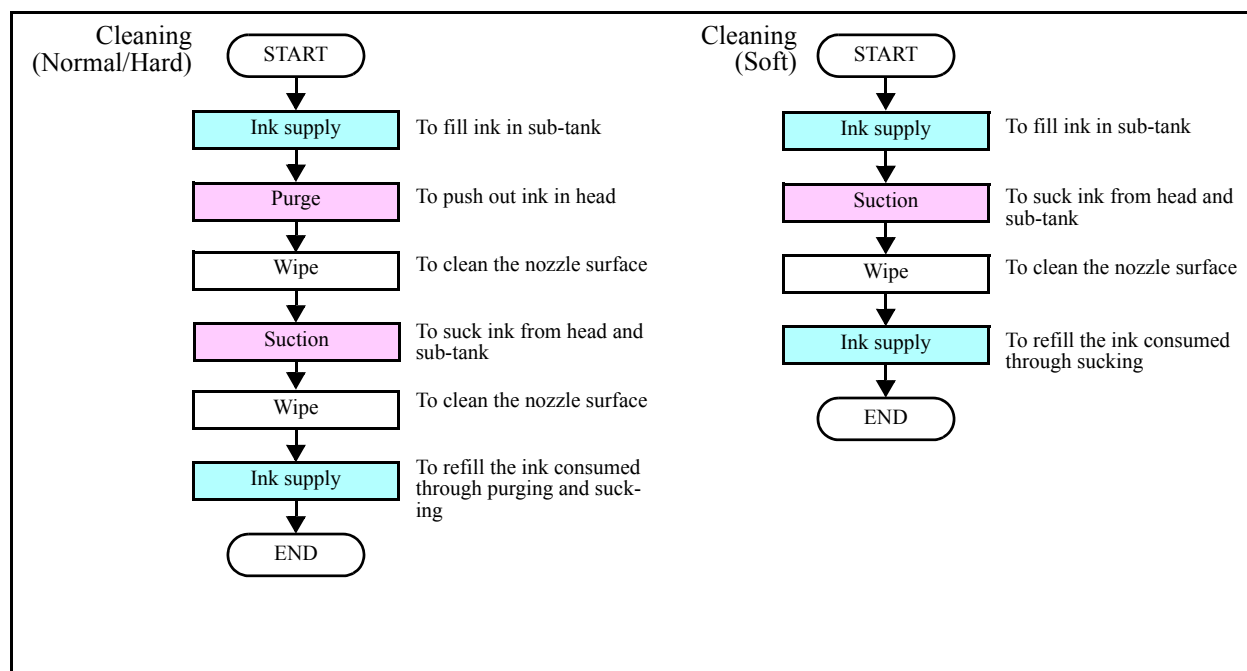 Cleaning
(Normal/Hard)
START
Ink supply
To fill ink in sub-tank
Purge
To push out ink in head
Wipe
To clean the nozzle surface
Suction
To suck ink from head and
sub-tank
Wipe
To clean the nozzle surface
Ink supply
To refill the ink consumed
through purging and suck-
ing
END
Cleaning
(Soft)
START
Ink supply
To fill ink in sub-tank
Suction
To suck ink from head and
sub-tank
Wipe
To clean the nozzle surface
Ink supply
To refill the ink consumed
through sucking
END